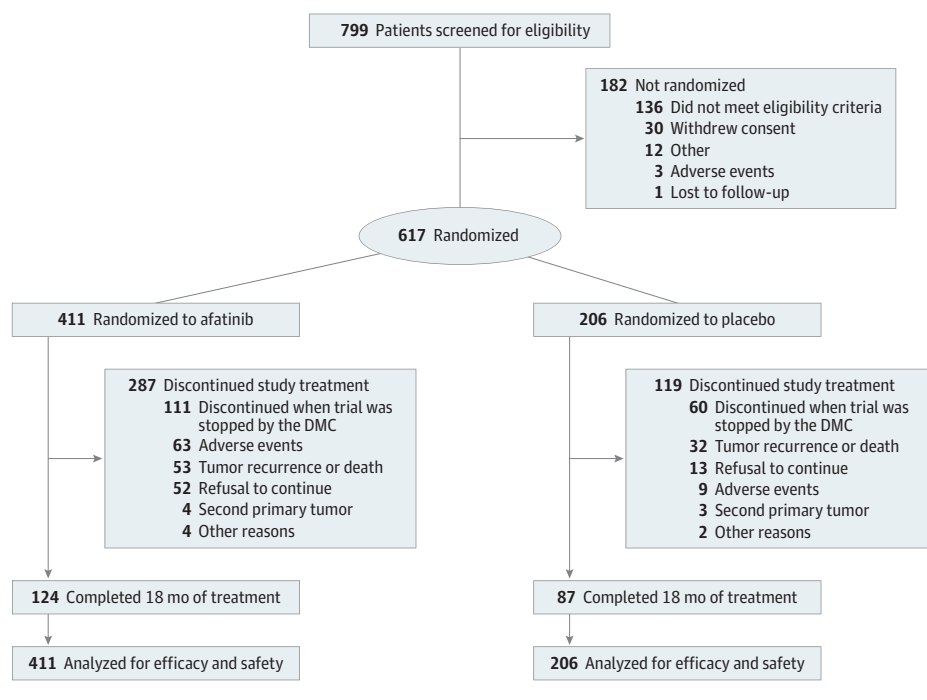 799 Patients screened for eligibility
182 Not randomized
136 Did not meet eligibility criteria
30 Withdrew consent
12 Other
3 Adverse events
1 Lost to follow-up
617 Randomized
411 Randomized to afatinib
287 Discontinued study treatment
111 Discontinued when trial was
stopped by the DMC
63 Adverse events
53 Tumor recurrence or death
52 Refusal to continue
4 Second primary tumor
4 Other reasons
124 Completed 18 mo of treatment
411 Analyzed for efficacy and safety
206 Randomized to placebo
119 Discontinued study treatment
60 Discontinued when trial was
stopped by the DMC
32 Tumor recurrence or death
13 Refusal to continue
9 Adverse events
3 Second primary tumor
2 Other reasons
87 Completed 18 mo of treatment
206 Analyzed for efficacy and safety